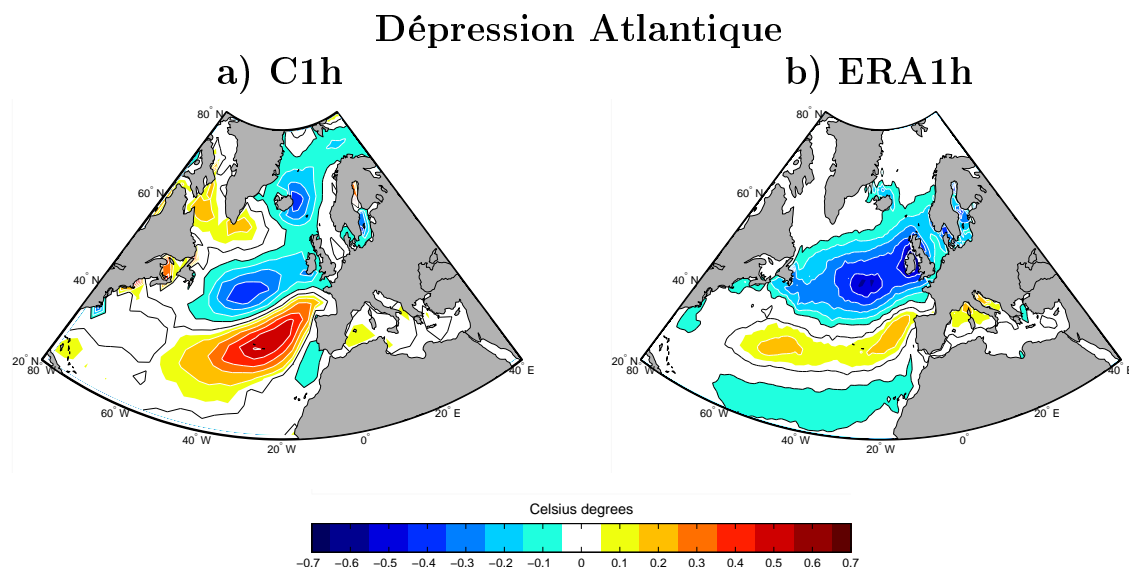 Dépression Atlantique
a) C1h
b) ERA1h
80° N
60° N
40° N
20° N
80° W
60° W
40° W
20° W
0°
20° E
40° E
80° N
60° N
40° N
20° N
80° W
60° W
40° W
20° W
0°
20° E
40° E
Celsius degrees
−0.7 −0.6 −0.5 −0.4 −0.3 −0.2 −0.1 0 0.1 0.2 0.3 0.4 0.5 0.6 0.7